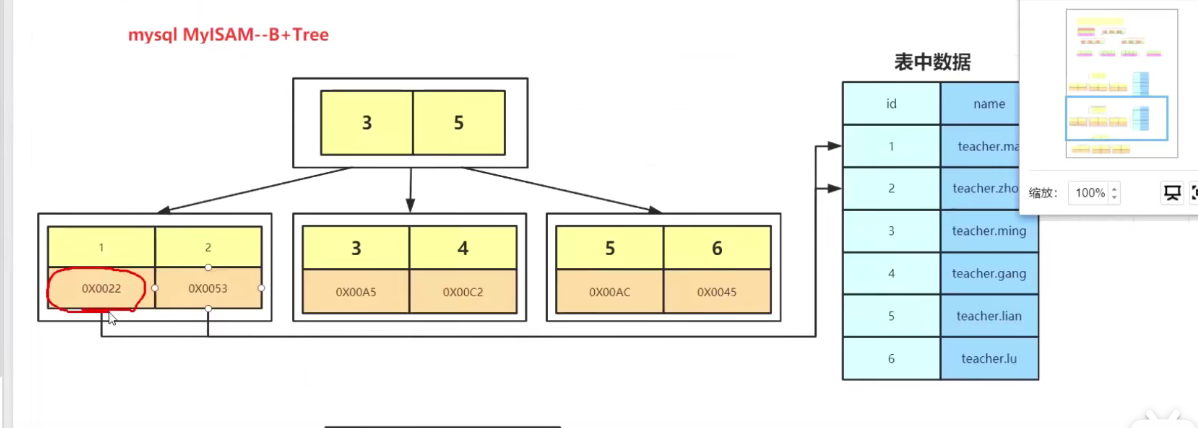 mysql MyISAM--B+Tree
表中数据
3 5
id name
1 teacher.ma
2 teacher.zho
3 teacher.ming
4 teacher.gang
5 teacher.lian
6 teacher.lu
1 2
0X0022 0X0053
3 4
0X00A5 0X00C2
5 6
0X00AC 0X0045
缩放: 100%